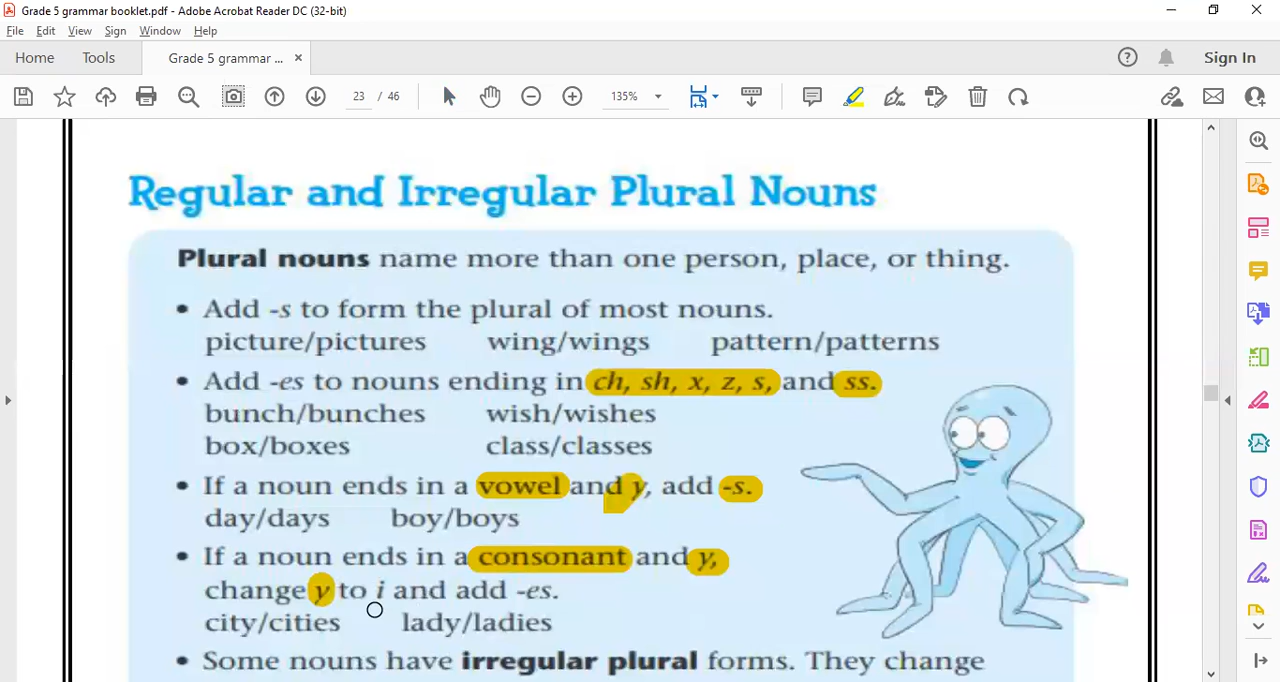 Grade 5 grammar booklet.pdf - Adobe Acrobat Reader DC (32-bit)
File Edit View Sign Window Help
Home Tools Grade 5 grammar ... × Sign In
23 / 46 135%
Regular and Irregular Plural Nouns
Plural nouns name more than one person, place, or thing.
• Add -s to form the plural of most nouns.
picture/pictures wing/wings pattern/patterns
• Add -es to nouns ending in ch, sh, x, z, s, and ss.
bunch/bunches wish/wishes
box/boxes class/classes
• If a noun ends in a vowel and y, add -s.
day/days boy/boys
• If a noun ends in a consonant and y,
change y to i and add -es.
city/cities lady/ladies
• Some nouns have irregular plural forms. They change